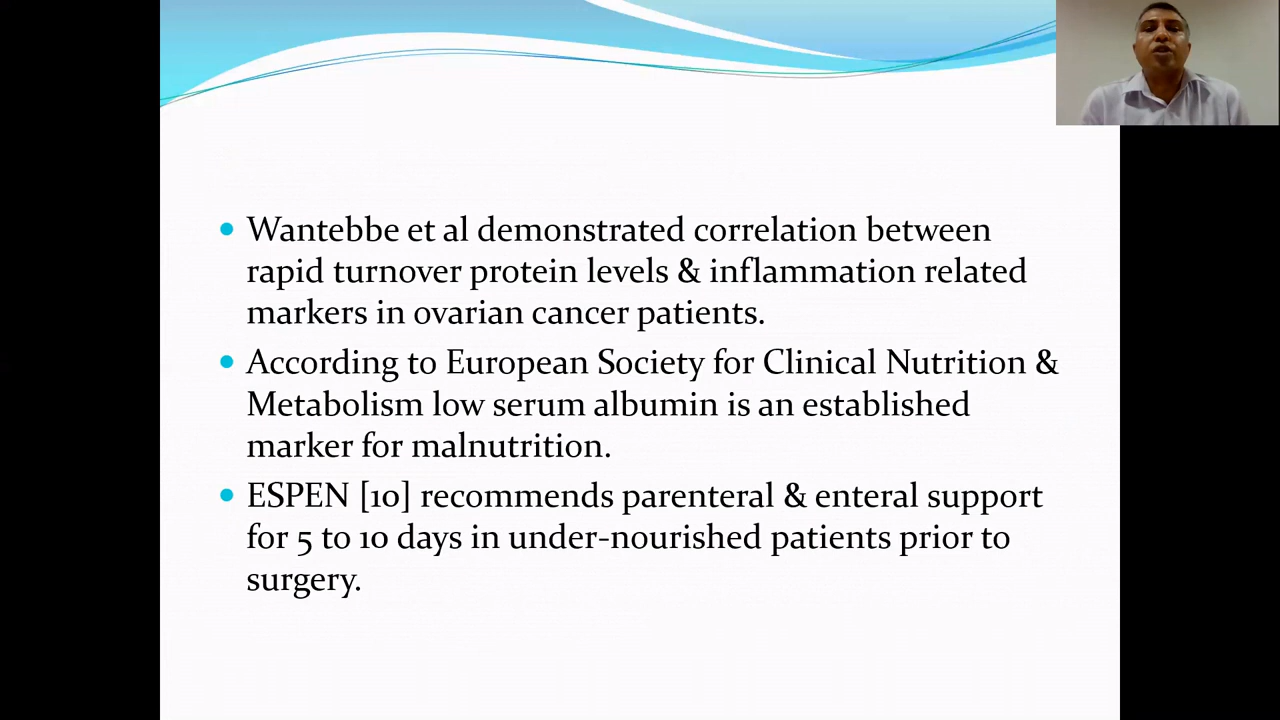 Wantebbe et al demonstrated correlation between
rapid turnover protein levels & inflammation related
markers in ovarian cancer patients.
According to European Society for Clinical Nutrition &
Metabolism low serum albumin is an established
marker for malnutrition.
ESPEN [10] recommends parenteral & enteral support
for 5 to 10 days in under-nourished patients prior to
surgery.